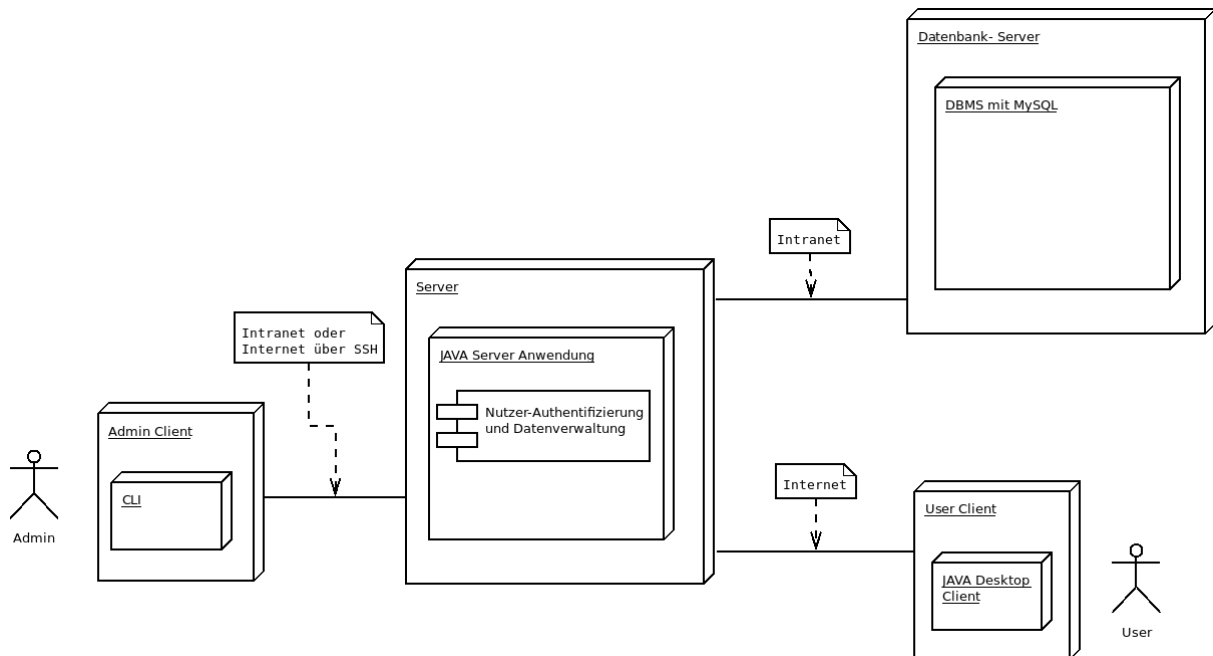 Datenbank- Server
DBMS mit MySQL
Intranet
Server
Intranet oder
Internet über SSH
JAVA Server Anwendung
Nutzer-Authentifizierung
und Datenverwaltung
Admin Client
CLI
Admin
Internet
User Client
JAVA Desktop
Client
User